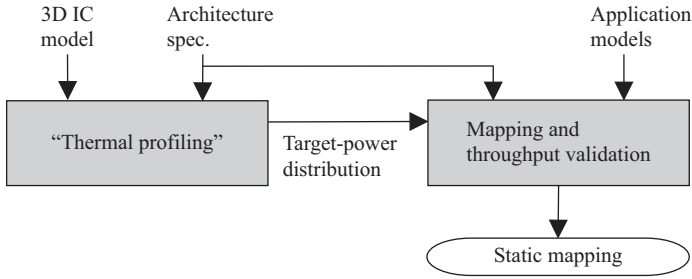 3D IC
model
Architecture
spec.
Application
models
“Thermal profiling”
Target-power
distribution
Mapping and
throughput validation
Static mapping